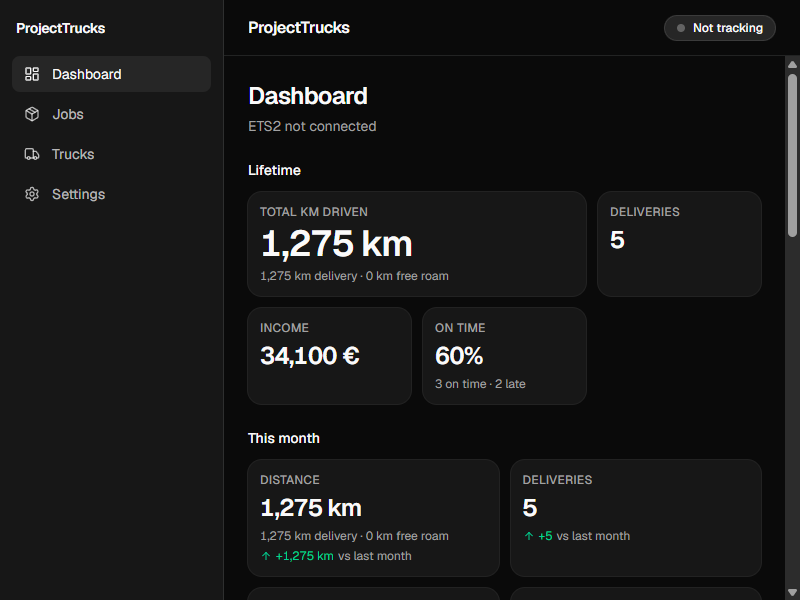 ProjectTrucks
Dashboard
Jobs
Trucks
Settings
ProjectTrucks
Not tracking
Dashboard
ETS2 not connected
Lifetime
TOTAL KM DRIVEN
1,275 km
1,275 km delivery · 0 km free roam
DELIVERIES
5
INCOME
34,100 €
ON TIME
60%
3 on time · 2 late
This month
DISTANCE
1,275 km
1,275 km delivery · 0 km free roam
↑ +1,275 km vs last month
DELIVERIES
5
↑ +5 vs last month